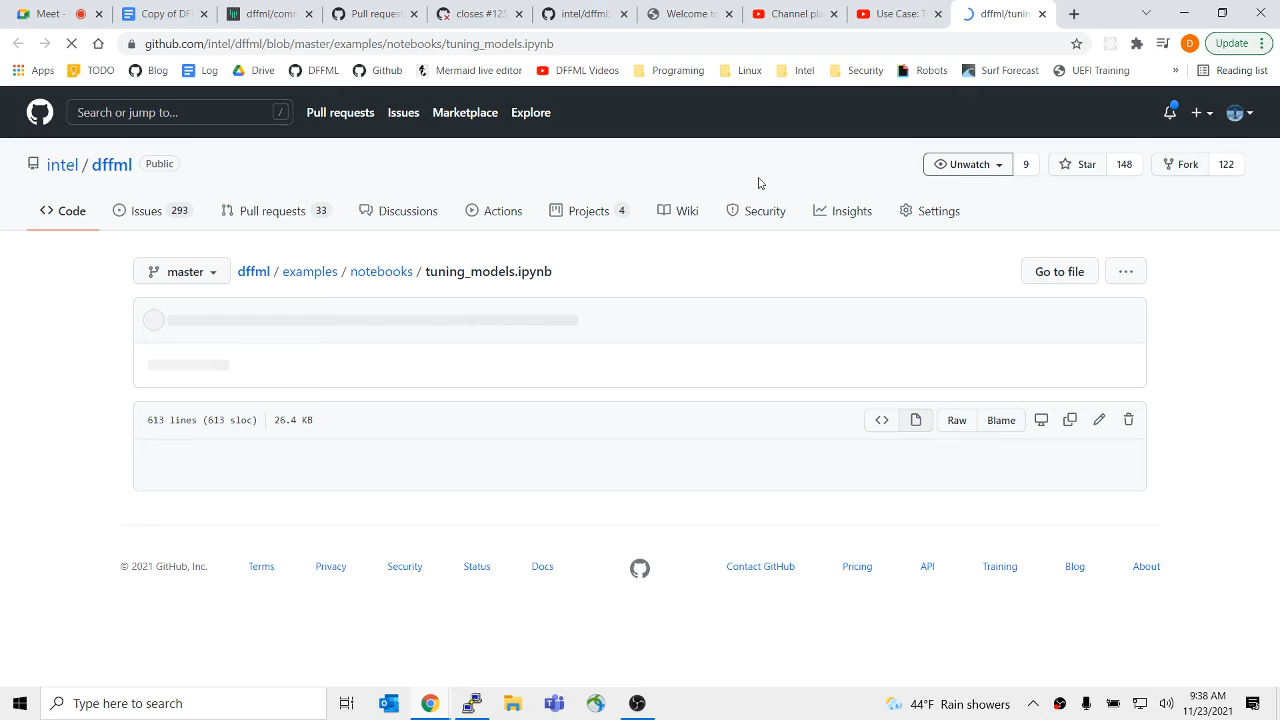 Meet - 
Copy of DF
dffml/come
Pull request
closes #125
intel/dffml:
Welcome to
Channel p
Use Case: T
dffml/tunin
github.com/intel/dffml/blob/master/examples/notebooks/tuning_models.ipynb
D
Update
Apps
TODO
Blog
Log
Drive
DFFML
Github
Mermaid live editor
DFFML Videos
Programing
Linux
Intel
Security
Robots
Surf Forecast
UEFI Training
»
Reading list
Search or jump to... /
Pull requests
Issues
Marketplace
Explore
intel / dffml Public
Unwatch 9
Star 148
Fork 122
<> Code
Issues 293
Pull requests 33
Discussions
Actions
Projects 4
Wiki
Security
Insights
Settings
master
dffml / examples / notebooks / tuning_models.ipynb
Go to file
...
613 lines (613 sloc) 26.4 KB
<>
Raw
Blame
© 2021 GitHub, Inc.
Terms
Privacy
Security
Status
Docs
Contact GitHub
Pricing
API
Training
Blog
About
Type here to search
44°F Rain showers
9:38 AM
11/23/2021